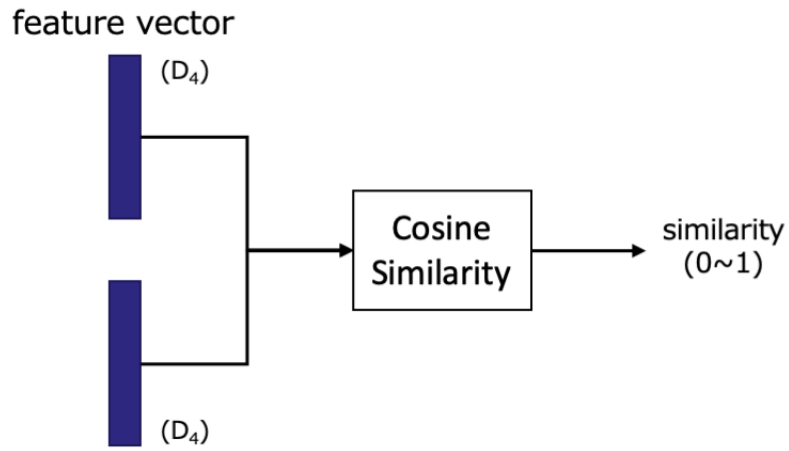 feature vector
(D₄)
Cosine
Similarity
similarity
(0~1)
(D₄)